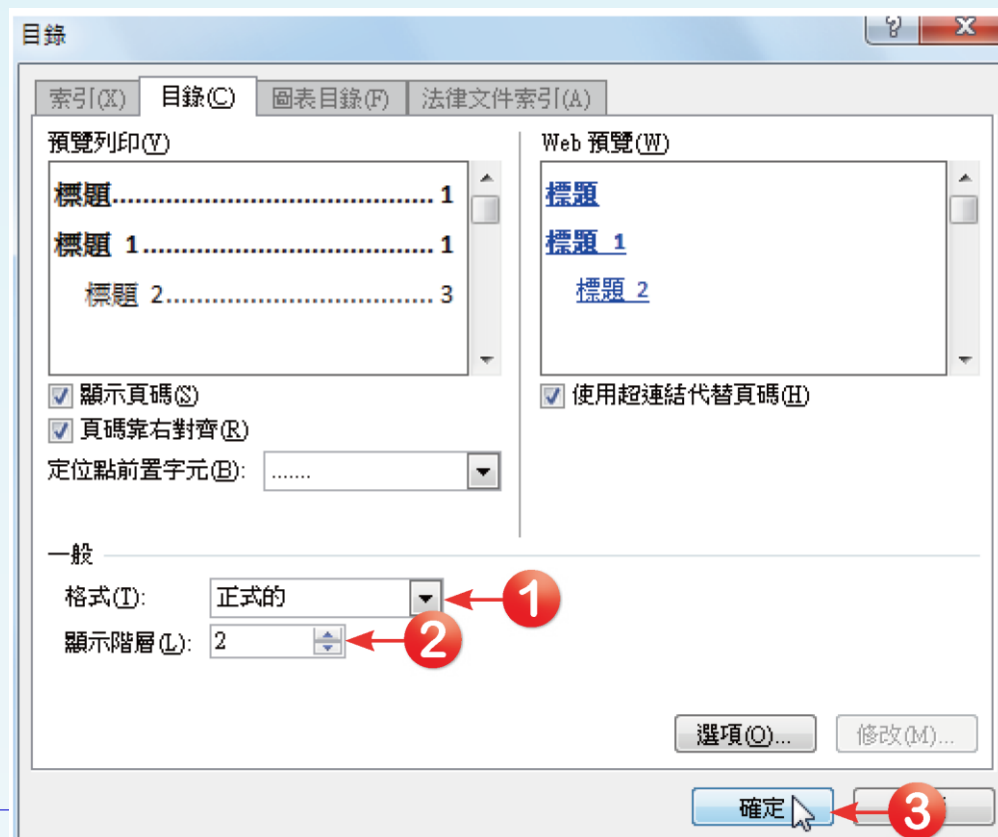 目錄
索引(X) 目錄(C) 圖表目錄(F) 法律文件索引(A)
預覽列印(V)
標題........................................ 1
標題 1.................................... 1
標題 2................................. 3
顯示頁碼(S)
頁碼靠右對齊(R)
定位點前置字元(B): .......
Web 預覽(W)
標題
標題 1
標題 2
使用超連結代替頁碼(H)
一般
格式(T): 正式的 1
顯示階層(L): 2 2
選項(O)... 修改(M)...
確定 3